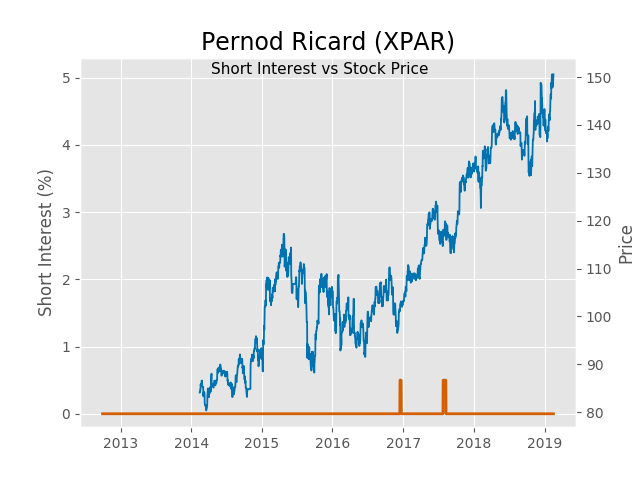 Pernod Ricard (XPAR)
Short Interest vs Stock Price
Short Interest (%)
5
4
3
2
1
0
150
140
130
120
110
100
90
80
Price
2013 2014 2015 2016 2017 2018 2019